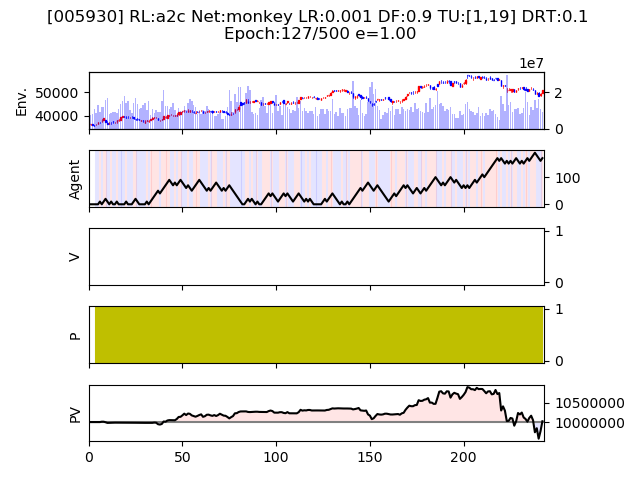 [005930] RL:a2c Net:monkey LR:0.001 DF:0.9 TU:[1,19] DRT:0.1
Epoch:127/500 e=1.00
1e7
Env.
50000
40000
2
0
Agent
100
0
V
1
0
P
1
0
PV
10500000
10000000
0 50 100 150 200